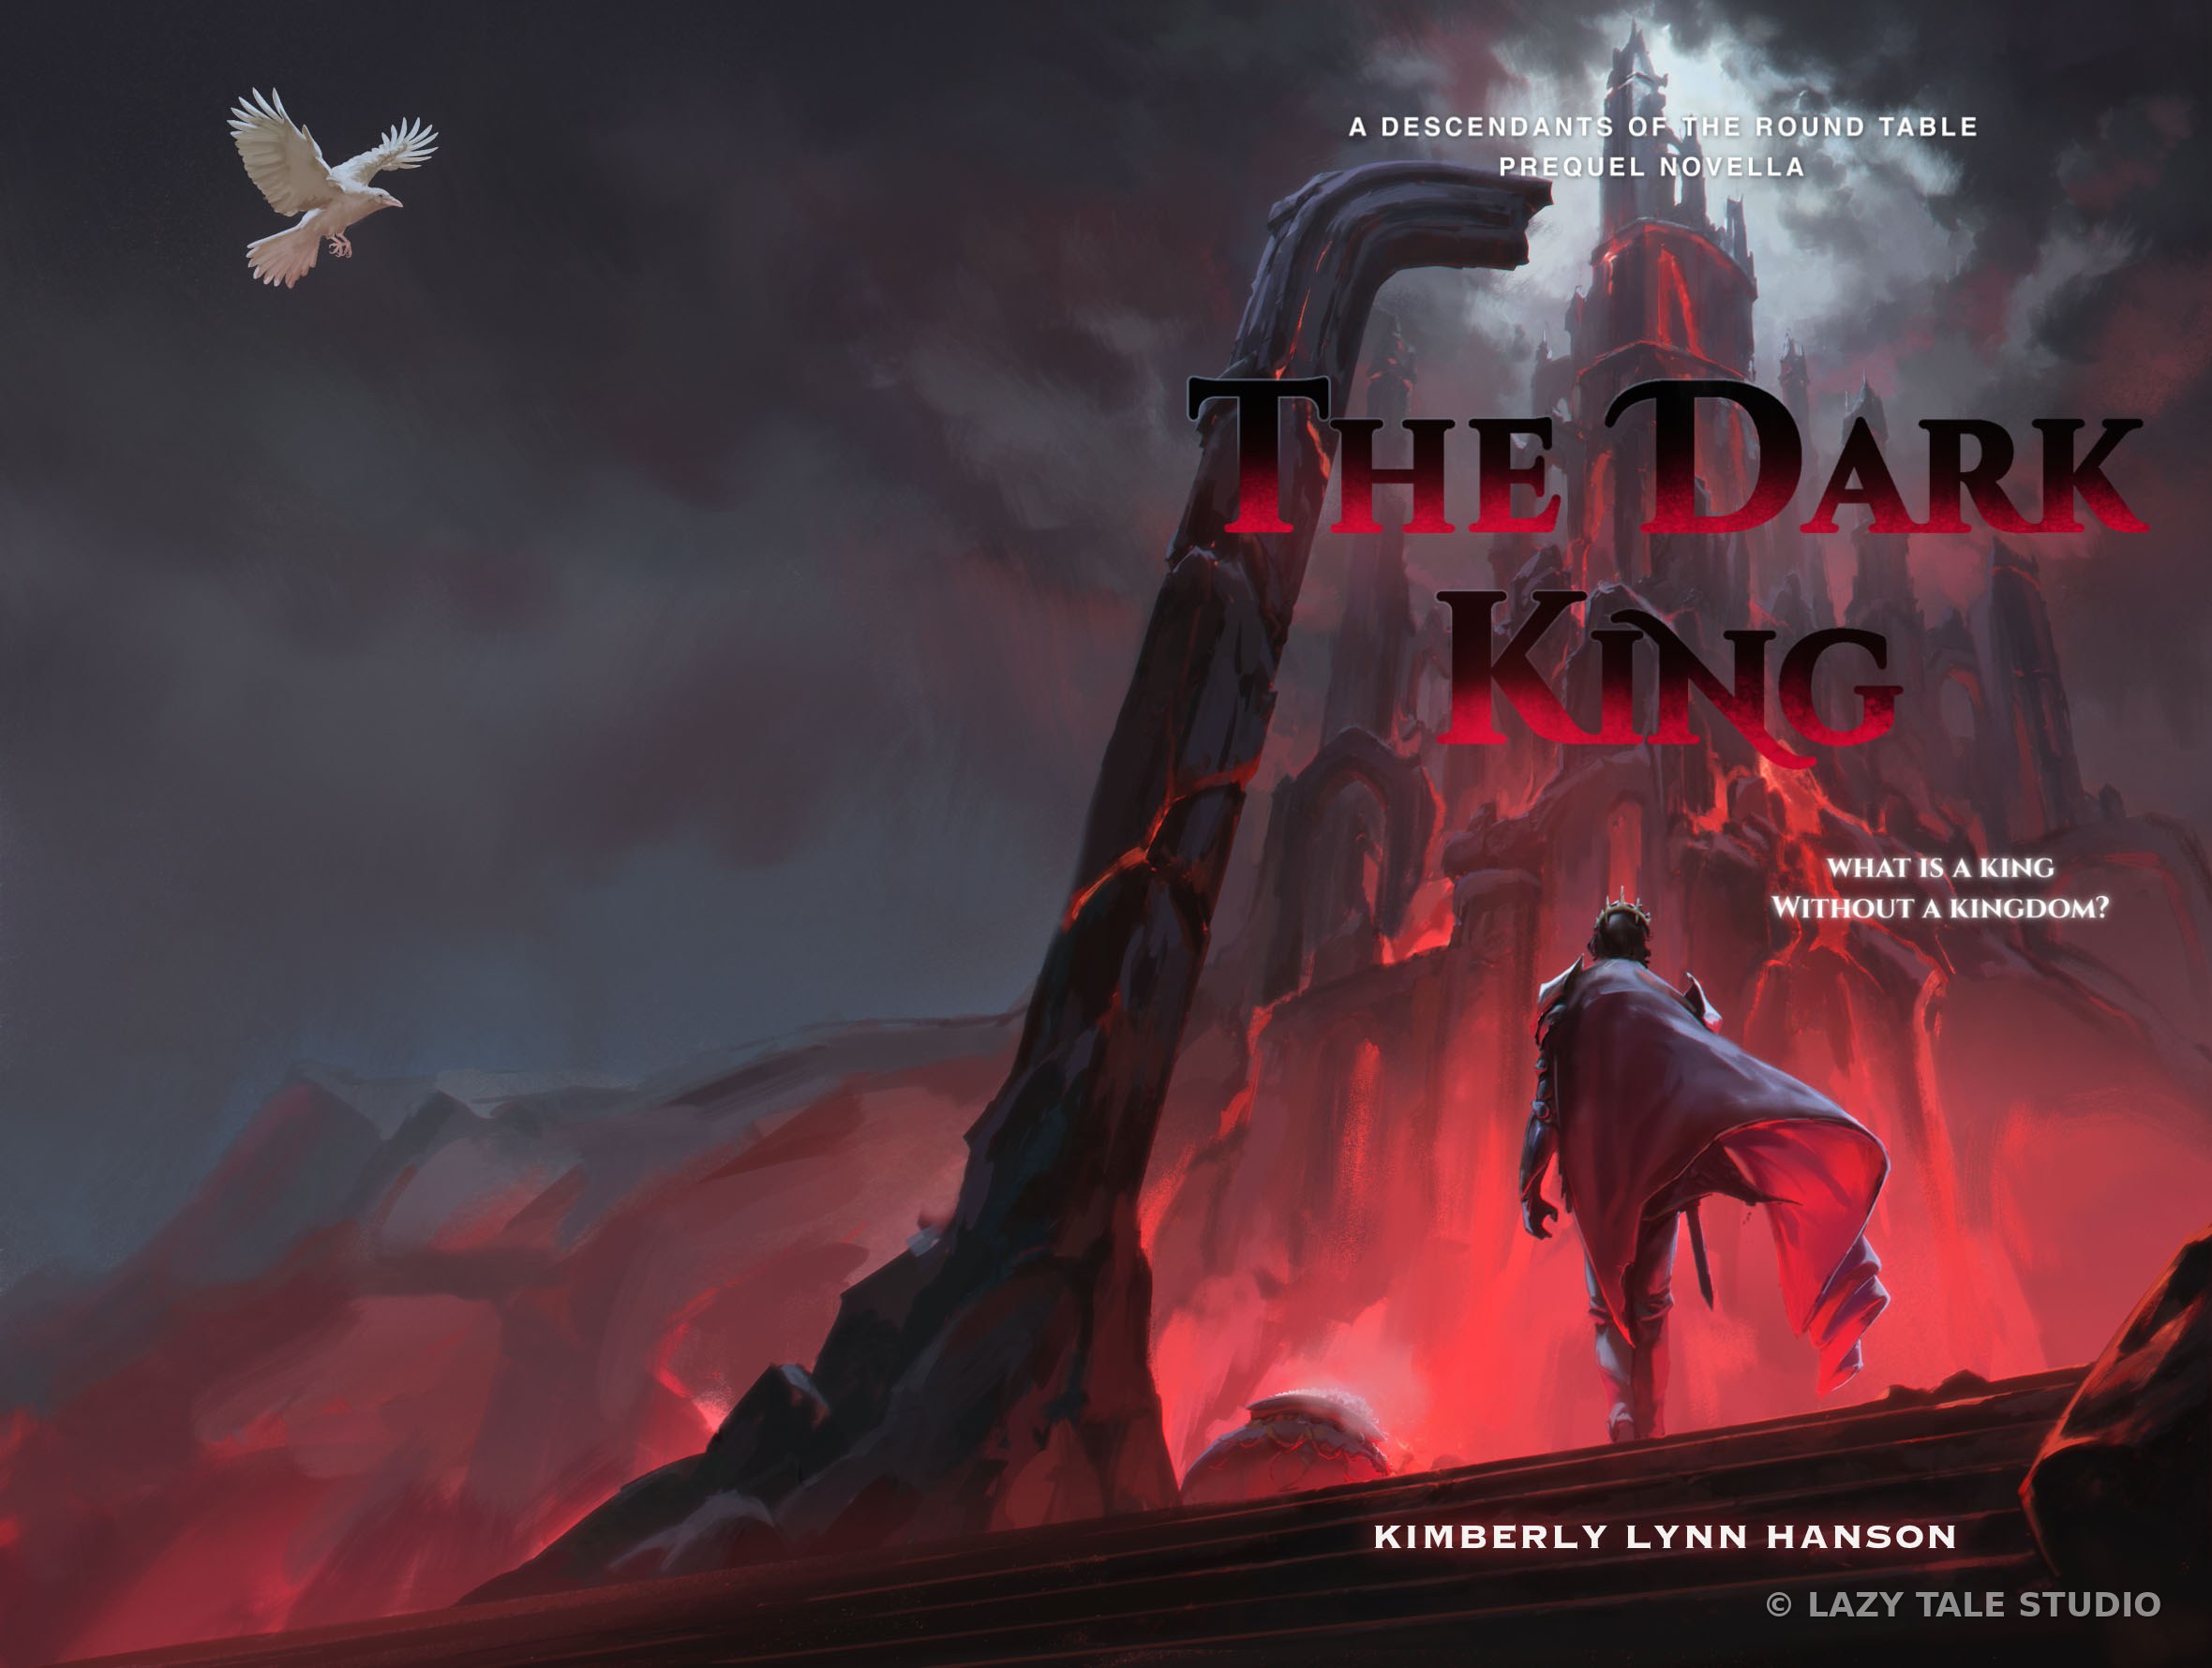 A DESCENDANTS OF THE ROUND TABLE
PREQUEL NOVELLA
THE DARK
KING
WHAT IS A KING
WITHOUT A KINGDOM?
KIMBERLY LYNN HANSON
© LAZY TALE STUDIO